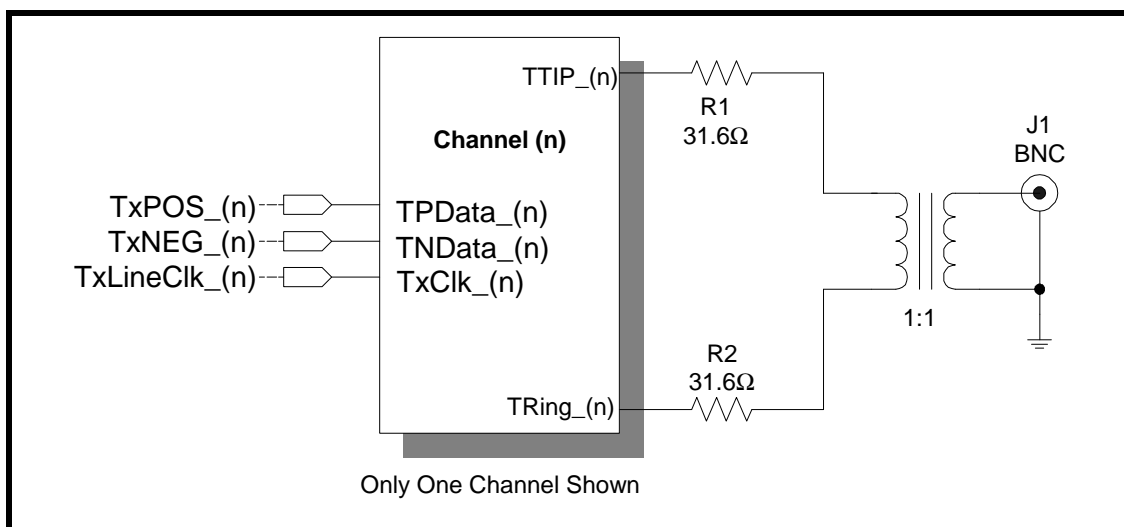 TTIP_(n)
R1
31.6Ω
Channel (n)
J1
BNC
TxPOS_(n)
TPData_(n)
TxNEG_(n)
TNData_(n)
TxLineClk_(n)
TxClk_(n)
1:1
R2
31.6Ω
TRing_(n)
Only One Channel Shown